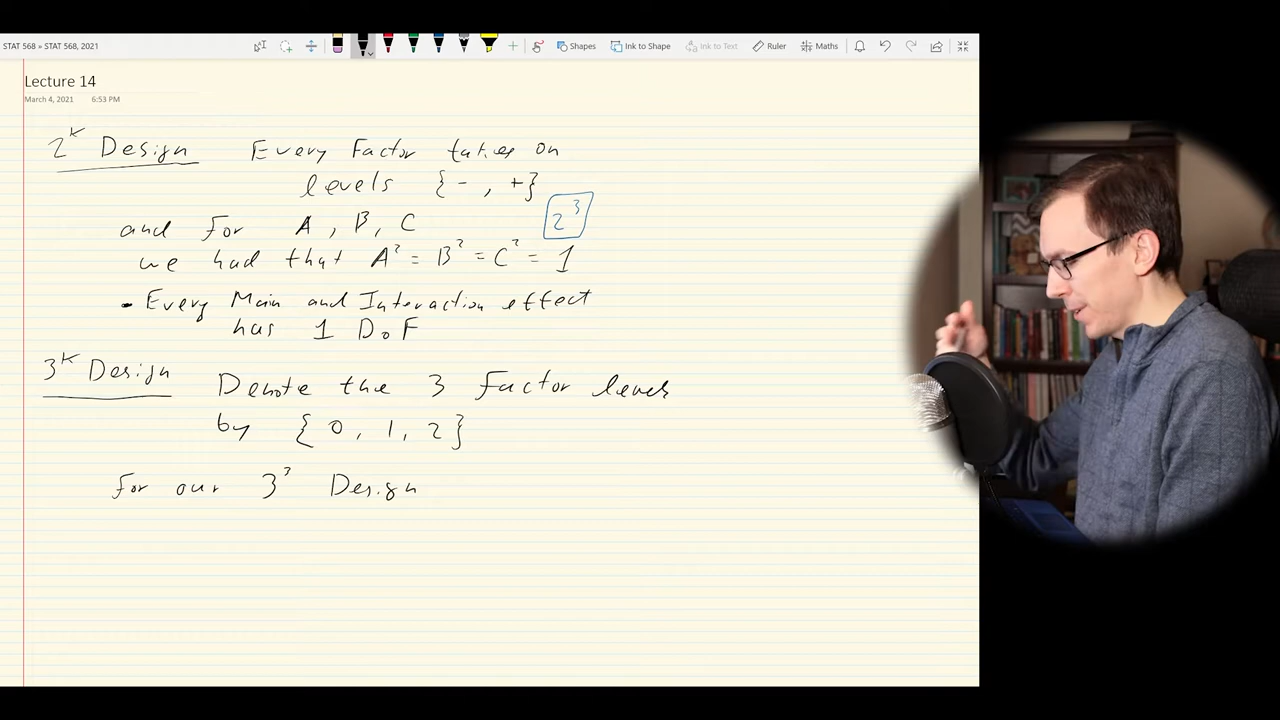 STAT 568 » STAT 568, 2021
Shapes
Ink to Shape
Ink to Text
Ruler
Maths
Lecture 14
March 4, 2021 6:53 PM
2^k Design Every Factor takes on
levels {-, +}
and for A, B, C 2^3
we had that A² = B² = C² = 1
• Every Main and Interaction effect
has 1 DoF
3^k Design Denote the 3 Factor levels
by {0, 1, 2}
For our 3^3 Design